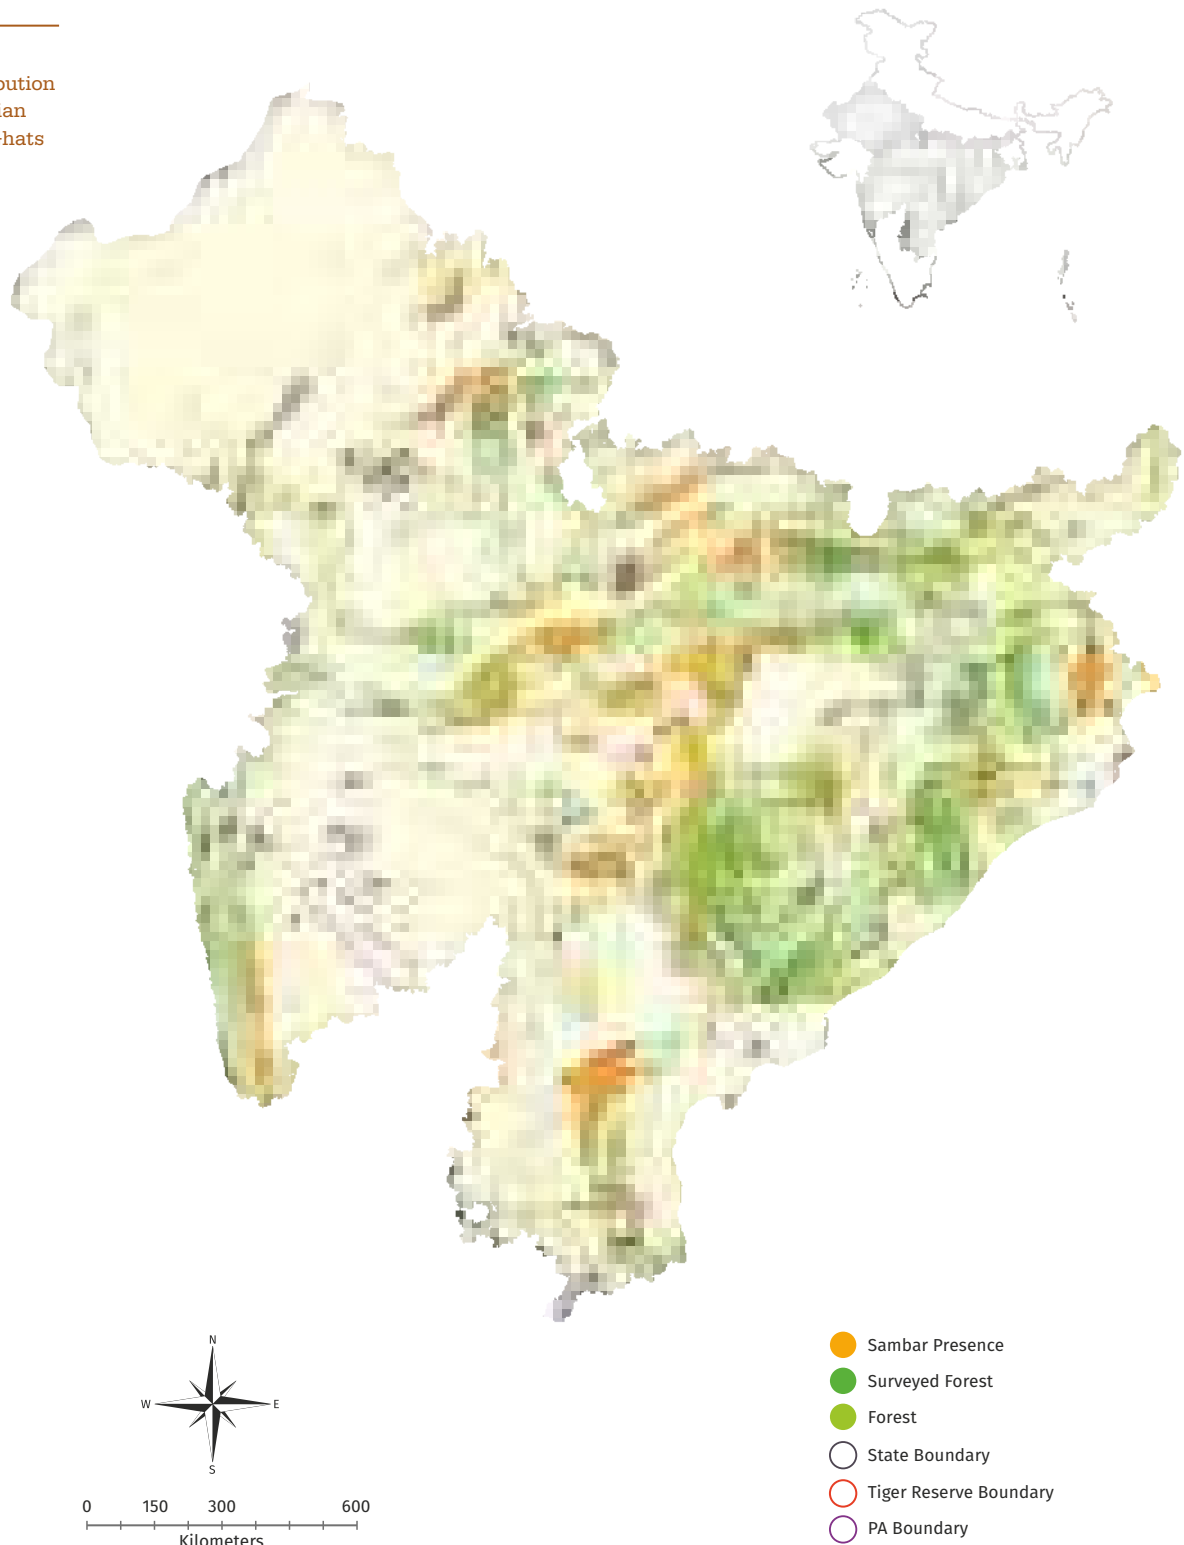 N
W
E
S
0 150 300 600
Kilometers
Sambar Presence
Surveyed Forest
Forest
State Boundary
Tiger Reserve Boundary
PA Boundary